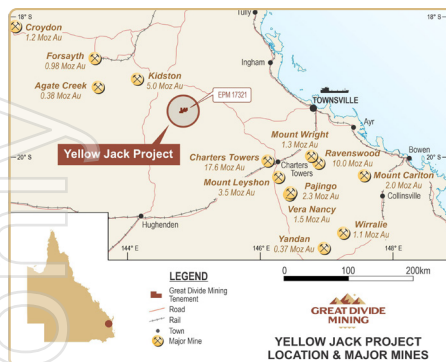 18° S
18° S
Croydon
1.2 Moz Au
Tully
Forsayth
0.98 Moz Au
Ingham
Kidston
5.0 Moz Au
Agate Creek
0.38 Moz Au
EPM 17321
TOWNSVILLE
Yellow Jack Project
Ayr
Mount Wright
1.3 Moz Au
Bowen
20° S
20° S
Charters Towers
17.6 Moz Au
Charters
Towers
Ravenswood
10.0 Moz Au
Mount Leyshon
3.5 Moz Au
Mount Carlton
2.0 Moz Au
Pajingo
2.3 Moz Au
Collinsville
Vera Nancy
1.5 Moz Au
Hughenden
Wirralie
1.1 Moz Au
Yandan
0.37 Moz Au
144° E
146° E
148° E
LEGEND
Great Divide Mining
Tenement
Road
Rail
Town
Major Mine
0
100
200km
GREAT DIVIDE
MINING
YELLOW JACK PROJECT
LOCATION & MAJOR MINES
only